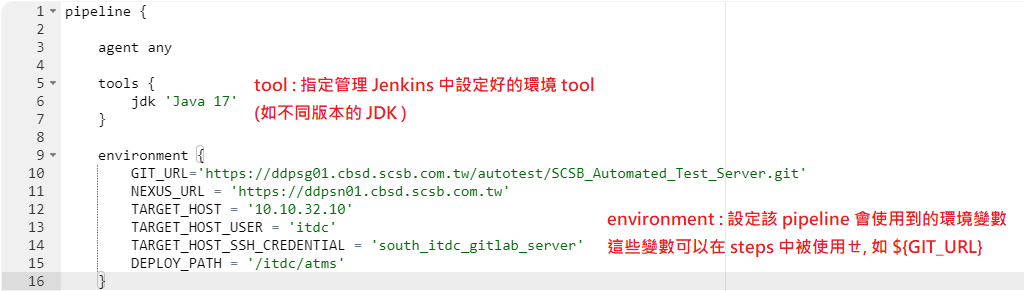 1 pipeline {
2
3 agent any
4
5 tools {
6 jdk 'Java 17'
7 }
8
9 environment {
10 GIT_URL='https://ddpsg01.cbsd.scsb.com.tw/autotest/SCSB_Automated_Test_Server.git'
11 NEXUS_URL = 'https://ddpsn01.cbsd.scsb.com.tw'
12 TARGET_HOST = '10.10.32.10'
13 TARGET_HOST_USER = 'itdc'
14 TARGET_HOST_SSH_CREDENTIAL = 'south_itdc_gitlab_server'
15 DEPLOY_PATH = '/itdc/atms'
16 }
tool : 指定管理 Jenkins 中設定好的環境 tool
(如不同版本的 JDK )
environment : 設定該 pipeline 會使用到的環境變數
這些變數可以在 steps 中被使用ㄝ, 如 ${GIT_URL}